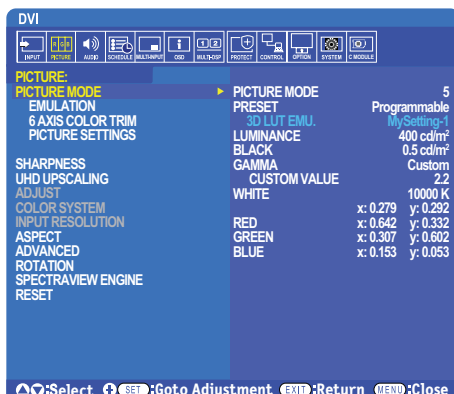 DVI
INPUT PICTURE AUDIO SCHEDULE MULTI-INPUT OSD MULTI-DSP PROTECT CONTROL OPTION SYSTEM C MODULE
PICTURE:
PICTURE MODE
EMULATION
6 AXIS COLOR TRIM
PICTURE SETTINGS
SHARPNESS
UHD UPSCALING
ADJUST
COLOR SYSTEM
INPUT RESOLUTION
ASPECT
ADVANCED
ROTATION
SPECTRAVIEW ENGINE
RESET
PICTURE MODE 5
PRESET Programmable
3D LUT EMU. MySetting-1
LUMINANCE 400 cd/m²
BLACK 0.5 cd/m²
GAMMA Custom
CUSTOM VALUE 2.2
WHITE 10000 K
x: 0.279 y: 0.292
RED x: 0.642 y: 0.332
GREEN x: 0.307 y: 0.602
BLUE x: 0.153 y: 0.053
:Select SET :Goto Adjustment EXIT :Return MENU :Close